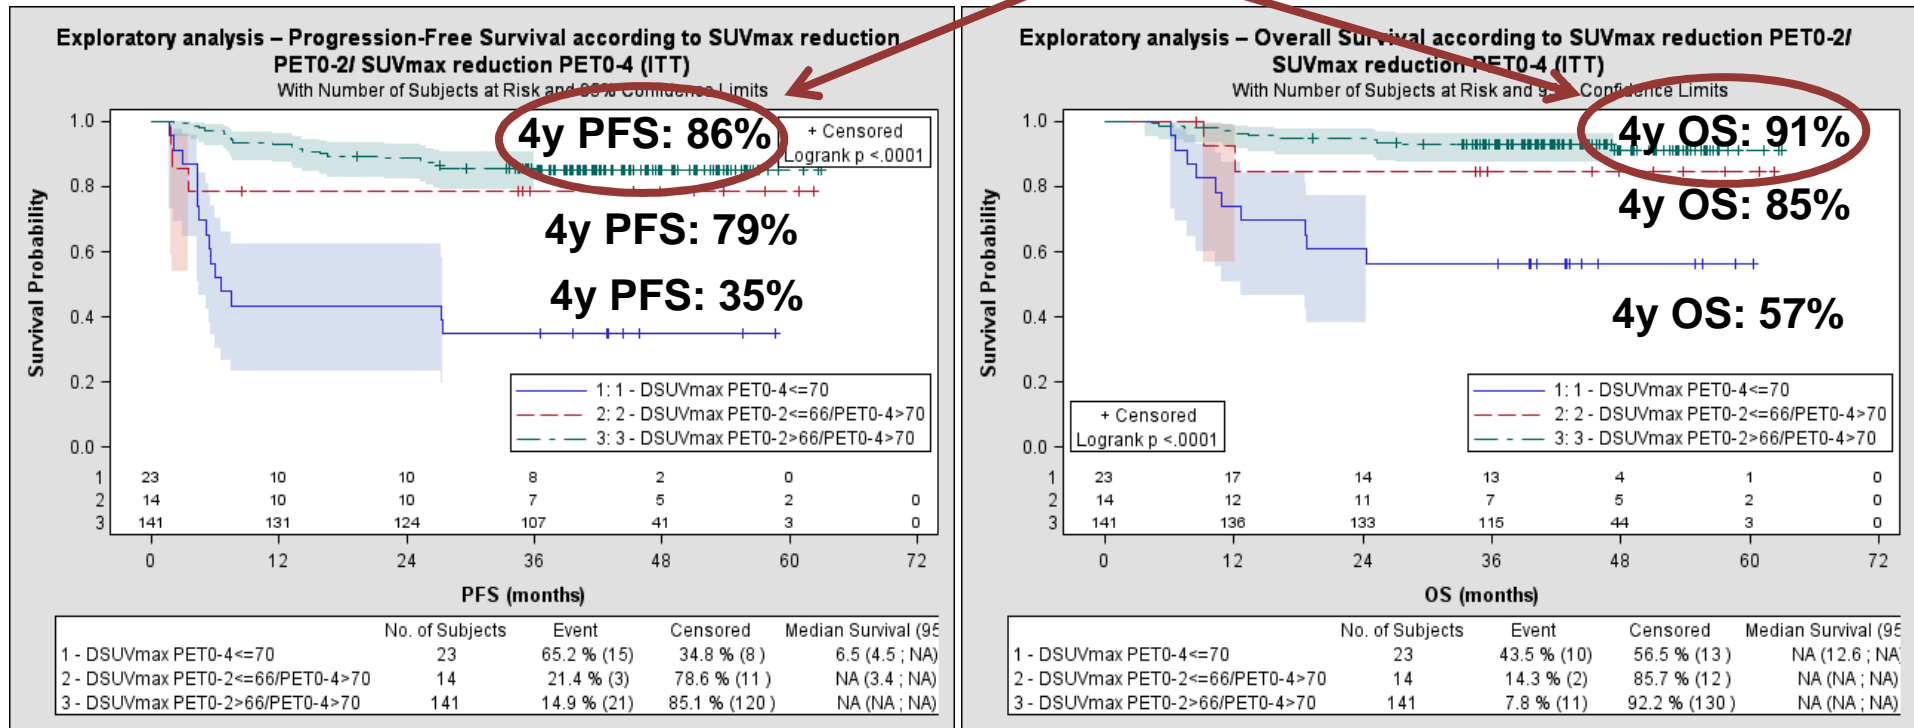 Exploratory analysis – Progression-Free Survival according to SUVmax reduction
PET0-2/ SUVmax reduction PET0-4 (ITT)
With Number of Subjects at Risk and 95% Confidence Limits
4y PFS: 86%
+ Censored
Logrank p <.0001
4y PFS: 79%
4y PFS: 35%
Survival Probability
1.0
0.8
0.6
0.4
0.2
0.0
1: 1 - DSUVmax PET0-4<=70
2: 2 - DSUVmax PET0-2<=66/PET0-4>70
3: 3 - DSUVmax PET0-2>66/PET0-4>70
1 23 10 10 8 2 0
2 14 10 10 7 5 2 0
3 141 131 124 107 41 3 0
0 12 24 36 48 60 72
PFS (months)
No. of Subjects Event Censored Median Survival (95
1 - DSUVmax PET0-4<=70 23 65.2 % (15) 34.8 % (8 ) 6.5 (4.5 ; NA)
2 - DSUVmax PET0-2<=66/PET0-4>70 14 21.4 % (3) 78.6 % (11 ) NA (3.4 ; NA)
3 - DSUVmax PET0-2>66/PET0-4>70 141 14.9 % (21) 85.1 % (120 ) NA (NA ; NA)
Exploratory analysis – Overall Survival according to SUVmax reduction PET0-2/
SUVmax reduction PET0-4 (ITT)
With Number of Subjects at Risk and 95% Confidence Limits
4y OS: 91%
4y OS: 85%
4y OS: 57%
Survival Probability
1.0
0.8
0.6
0.4
0.2
0.0
+ Censored
Logrank p <.0001
1: 1 - DSUVmax PET0-4<=70
2: 2 - DSUVmax PET0-2<=66/PET0-4>70
3: 3 - DSUVmax PET0-2>66/PET0-4>70
1 23 17 14 13 4 1 0
2 14 12 11 7 5 2 0
3 141 136 133 115 44 3 0
0 12 24 36 48 60 72
OS (months)
No. of Subjects Event Censored Median Survival (95
1 - DSUVmax PET0-4<=70 23 43.5 % (10) 56.5 % (13 ) NA (12.6 ; NA
2 - DSUVmax PET0-2<=66/PET0-4>70 14 14.3 % (2) 85.7 % (12 ) NA (NA ; NA)
3 - DSUVmax PET0-2>66/PET0-4>70 141 7.8 % (11) 92.2 % (130 ) NA (NA ; NA)